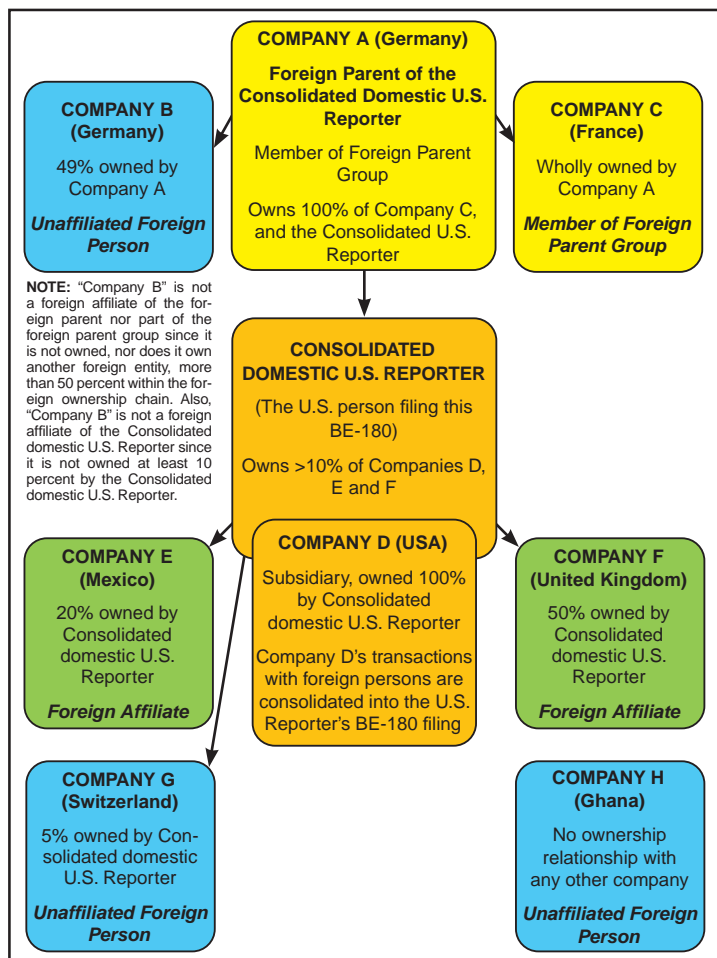 COMPANY A (Germany)
Foreign Parent of the
Consolidated Domestic U.S.
Reporter
Member of Foreign Parent
Group
Owns 100% of Company C,
and the Consolidated U.S.
Reporter
COMPANY B
(Germany)
49% owned by
Company A
Unaffiliated Foreign
Person
COMPANY C
(France)
Wholly owned by
Company A
Member of Foreign
Parent Group
NOTE: “Company B” is not
a foreign affiliate of the for-
eign parent nor part of the
foreign parent group since
it is not owned, nor does it own
another foreign entity, more
than 50 percent within the for-
eign ownership chain. Also,
“Company B” is not a foreign
affiliate of the Consolidated
domestic U.S. Reporter since
it is not owned at least 10
percent by the Consolidated
domestic U.S. Reporter.
CONSOLIDATED
DOMESTIC U.S. REPORTER
(The U.S. person filing this
BE-180)
Owns >10% of Companies D,
E and F
COMPANY E
(Mexico)
20% owned by
Consolidated
domestic U.S.
Reporter
Foreign Affiliate
COMPANY D (USA)
Subsidiary, owned 100%
by Consolidated
domestic U.S. Reporter
Company D’s transactions
with foreign persons are
consolidated into the U.S.
Reporter’s BE-180 filing
COMPANY F
(United Kingdom)
50% owned by
Consolidated
domestic U.S.
Reporter
Foreign Affiliate
COMPANY G
(Switzerland)
5% owned by Con-
solidated domestic
U.S. Reporter
Unaffiliated Foreign
Person
COMPANY H
(Ghana)
No ownership
relationship with
any other company
Unaffiliated Foreign
Person